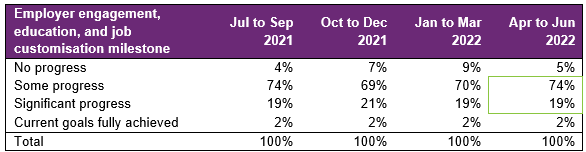 Employer engagement, education, and job customisation milestone Jul to Sep 2021 Oct to Dec 2021 Jan to Mar 2022 Apr to Jun 2022
No progress 4% 7% 9% 5%
Some progress 74% 69% 70% 74%
Significant progress 19% 21% 19% 19%
Current goals fully achieved 2% 2% 2% 2%
Total 100% 100% 100% 100%